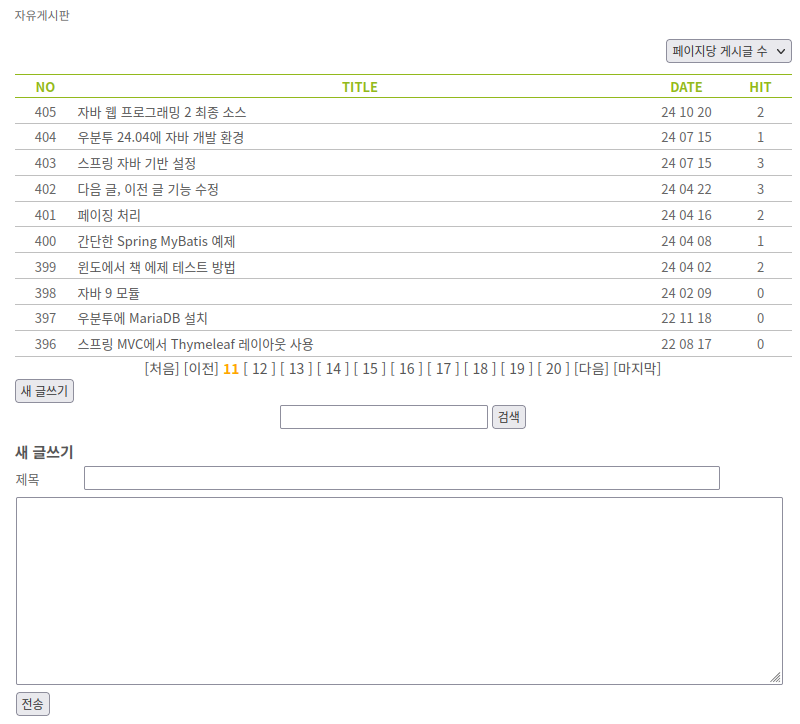 자유게시판
페이지당 게시글 수
NO TITLE DATE HIT
405 자바 웹 프로그래밍 2 최종 소스 24 10 20 2
404 우분투 24.04에 자바 개발 환경 24 07 15 1
403 스프링 자바 기반 설정 24 07 15 3
402 다음 글, 이전 글 기능 수정 24 04 22 3
401 페이징 처리 24 04 16 2
400 간단한 Spring MyBatis 예제 24 04 08 1
399 윈도에서 책 에제 테스트 방법 24 04 02 2
398 자바 9 모듈 24 02 09 0
397 우분투에 MariaDB 설치 22 11 18 0
396 스프링 MVC에서 Thymeleaf 레이아웃 사용 22 08 17 0
[처음] [이전] 11 [ 12 ] [ 13 ] [ 14 ] [ 15 ] [ 16 ] [ 17 ] [ 18 ] [ 19 ] [ 20 ] [다음] [마지막]
새 글쓰기
검색
새 글쓰기
제목
전송